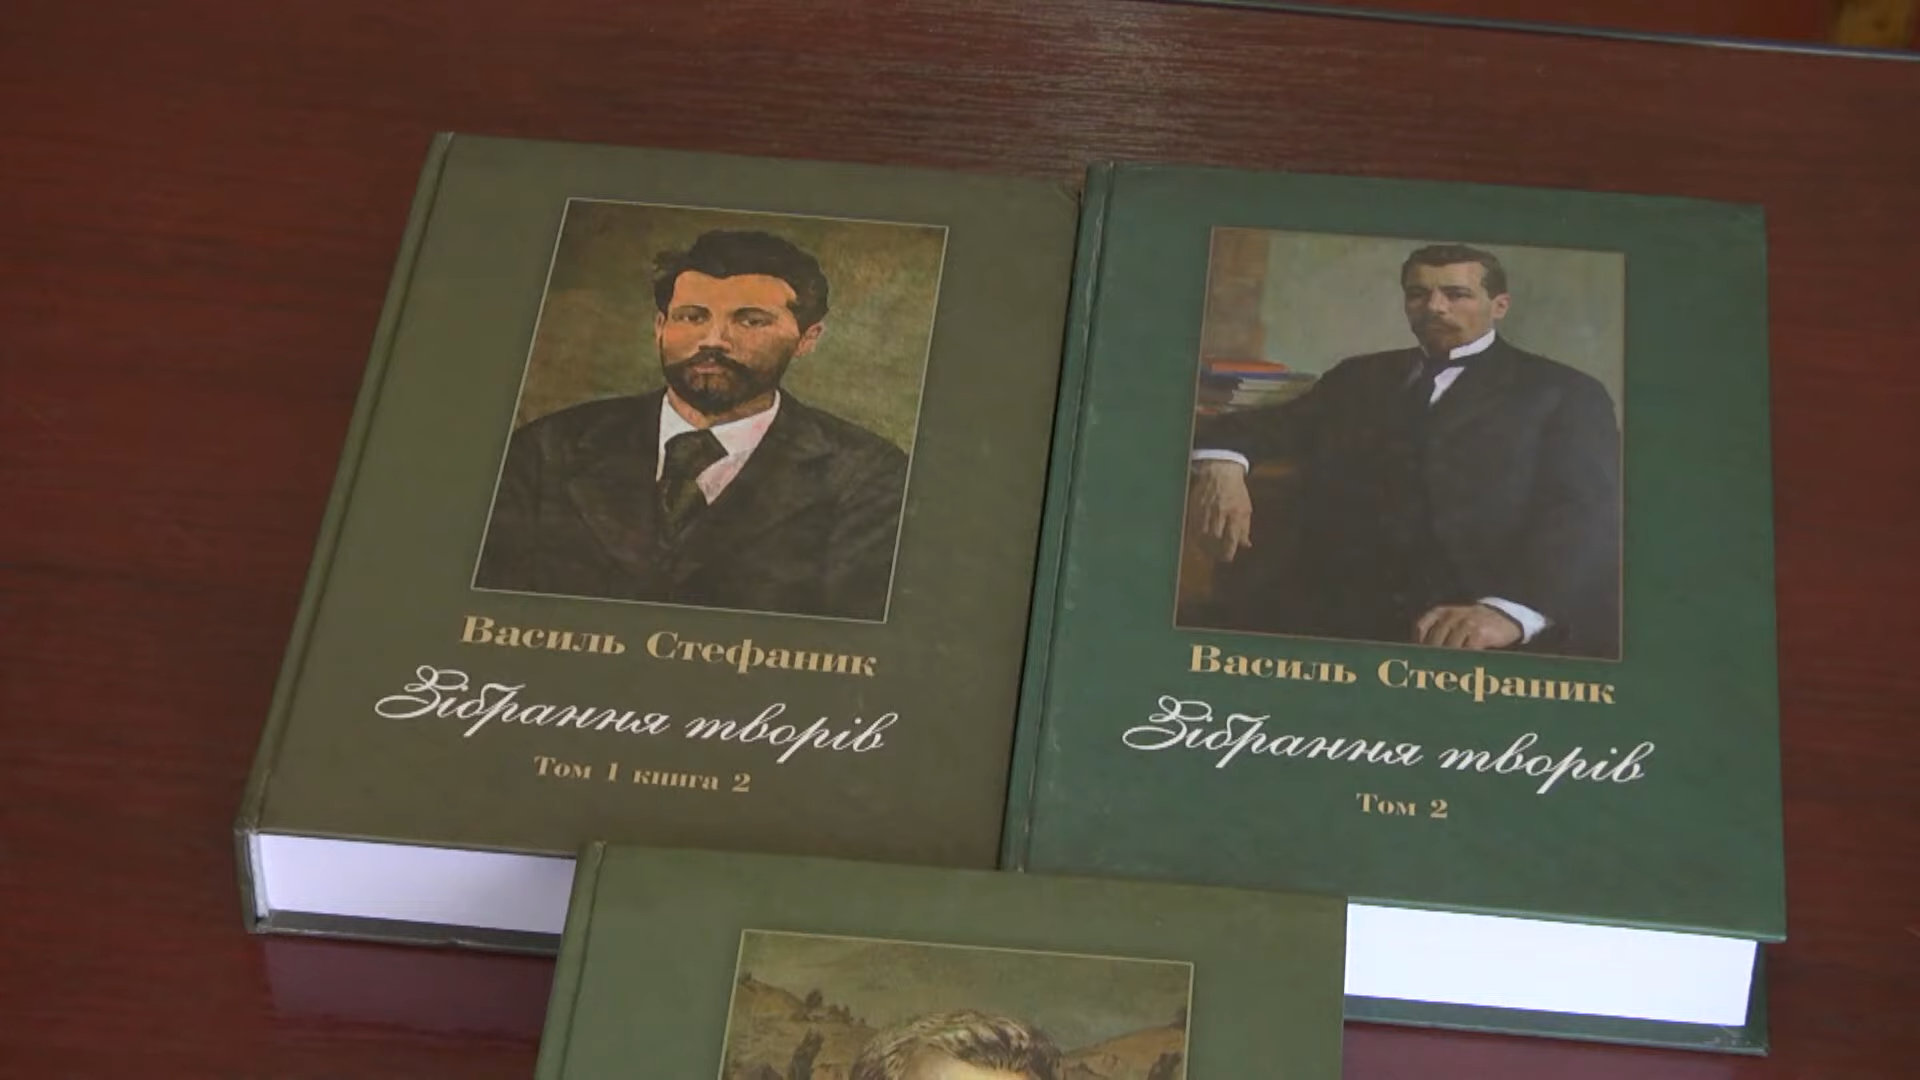 Василь Стефаник
Зібрання творів
Том 1 книга 2
Василь Стефаник
Зібрання творів
Том 2